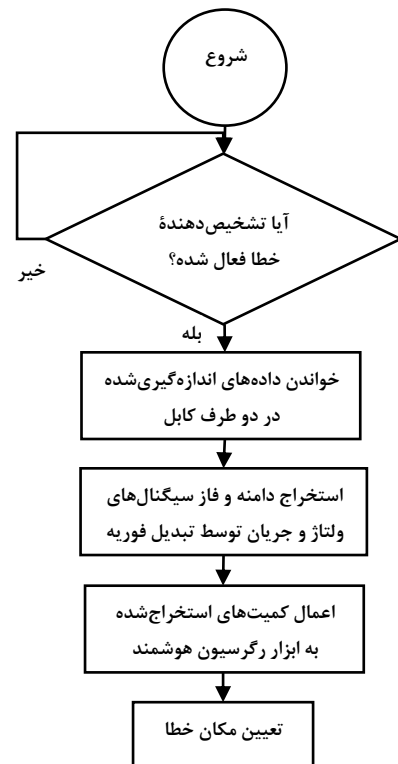 شروع
آیا تشخیص‌دهندهٔ
خطا فعال شده؟
خیر
بله
خواندن داده‌های اندازه‌گیری‌شده
در دو طرف کابل
استخراج دامنه و فاز سیگنال‌های
ولتاژ و جریان توسط تبدیل فوریه
اعمال کمیت‌های استخراج‌شده
به ابزار رگرسیون هوشمند
تعیین مکان خطا